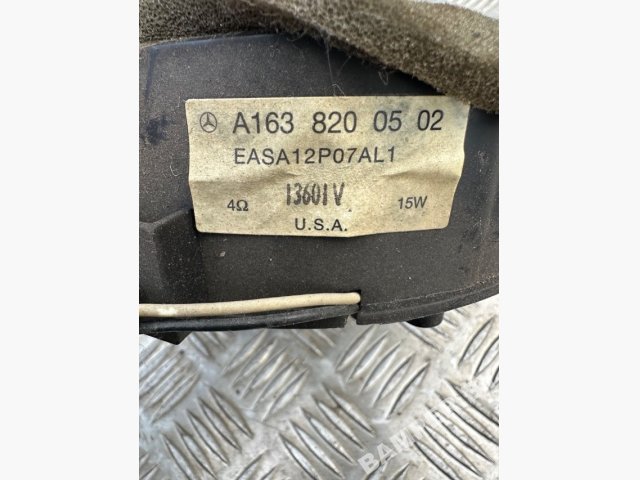 A163 820 05 02
EASA12P07AL1
4Ω 13601V 15W
U.S.A.